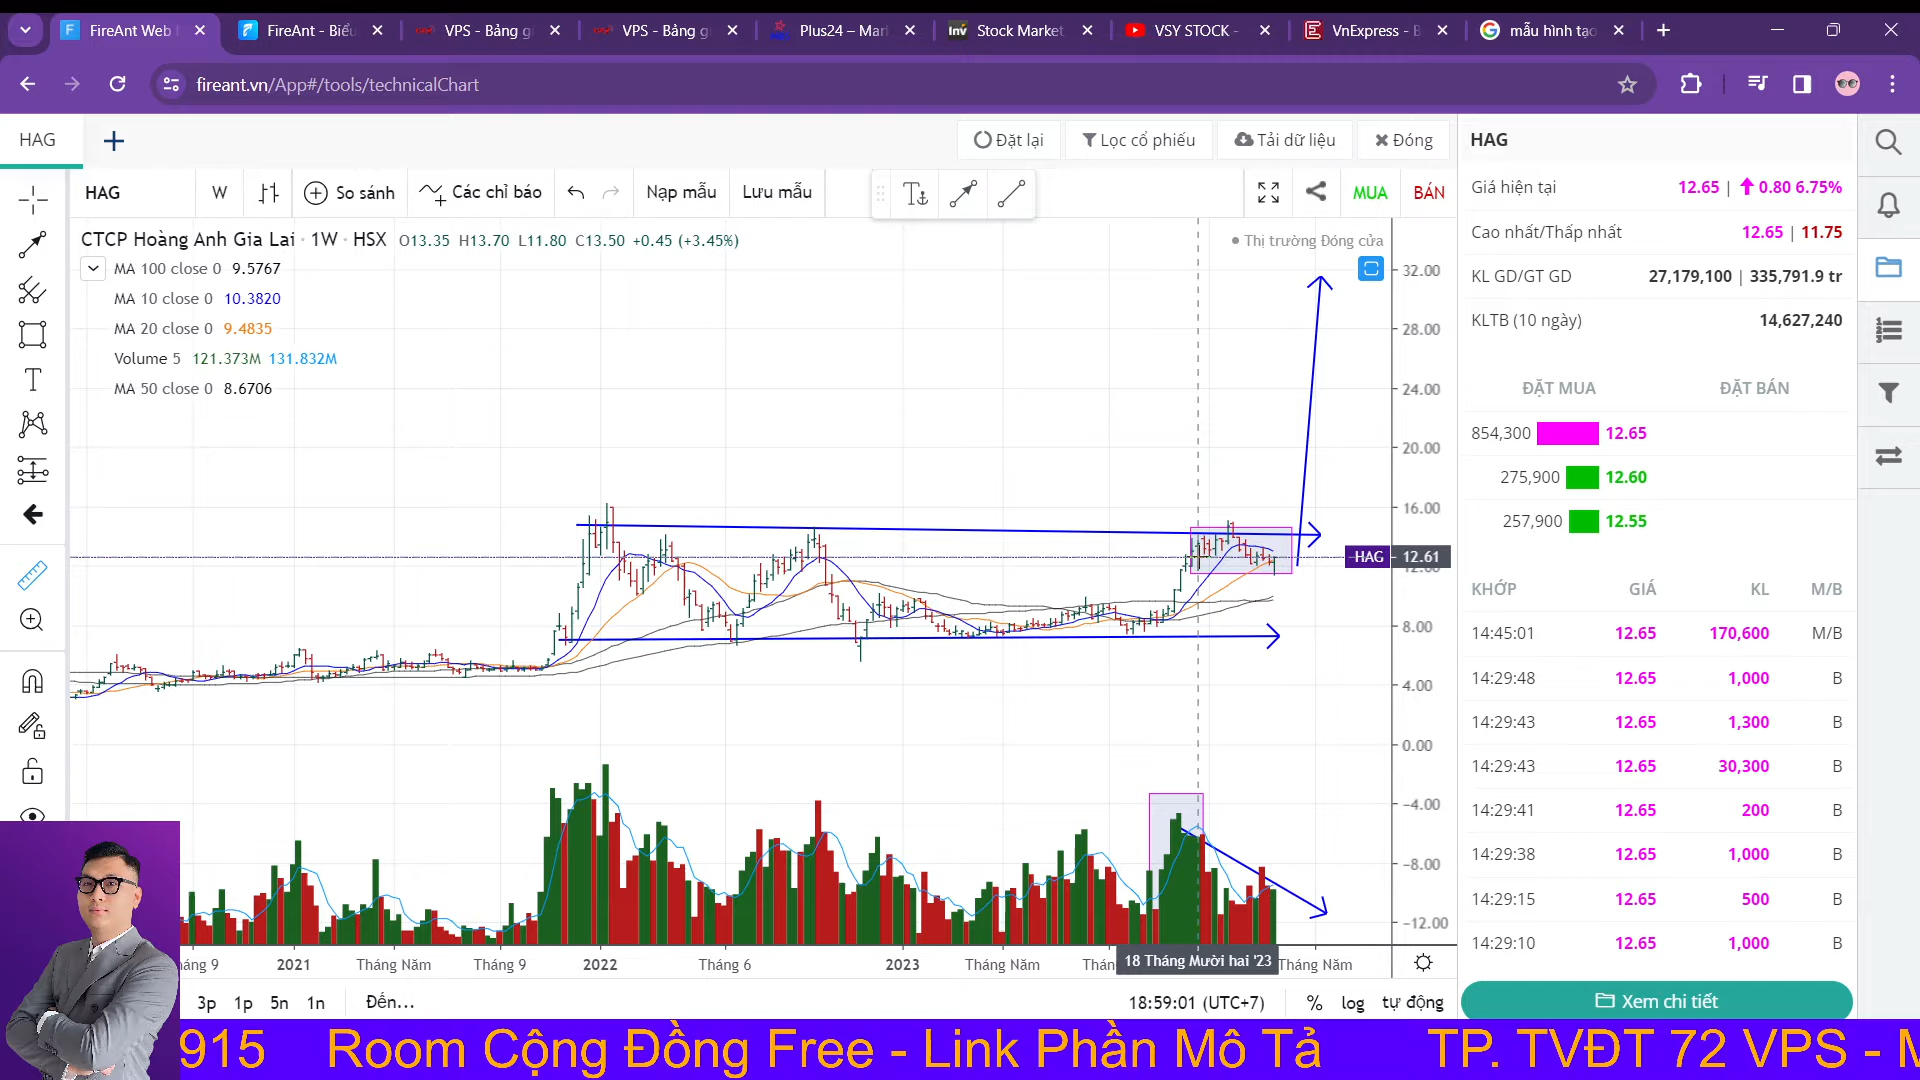 FireAnt Web
FireAnt - Biểu
VPS - Bảng g
VPS - Bảng g
Plus24 – Mar
Stock Market
VSY STOCK -
VnExpress - B
mẫu hình tạo
fireant.vn/App#/tools/technicalChart
HAG
Đặt lại
Lọc cổ phiếu
Tải dữ liệu
Đóng
HAG
W
So sánh
Các chỉ báo
Nạp mẫu
Lưu mẫu
MUA
BÁN
CTCP Hoàng Anh Gia Lai · 1W · HSX O13.35 H13.70 L11.80 C13.50 +0.45 (+3.45%)
Thị trường Đóng cửa
MA 100 close 0 9.5767
MA 10 close 0 10.3820
MA 20 close 0 9.4835
Volume 5 121.373M 131.832M
MA 50 close 0 8.6706
32.00
28.00
24.00
20.00
16.00
HAG 12.61
12.00
8.00
4.00
0.00
−4.00
−8.00
−12.00
háng 9
2021
Tháng Năm
Tháng 9
2022
Tháng 6
2023
Tháng Năm
18 Tháng Mười hai '23
Tháng Năm
3p 1p 5n 1n Đến...
18:59:01 (UTC+7) % log tự động
HAG
Giá hiện tại 12.65 | 0.80 6.75%
Cao nhất/Thấp nhất 12.65 | 11.75
KL GD/GT GD 27,179,100 | 335,791.9 tr
KLTB (10 ngày) 14,627,240
ĐẶT MUA ĐẶT BÁN
854,300 12.65
275,900 12.60
257,900 12.55
KHỚP GIÁ KL M/B
14:45:01 12.65 170,600 M/B
14:29:48 12.65 1,000 B
14:29:43 12.65 1,300 B
14:29:43 12.65 30,300 B
14:29:41 12.65 200 B
14:29:38 12.65 1,000 B
14:29:15 12.65 500 B
14:29:10 12.65 1,000 B
Xem chi tiết
915 Room Cộng Đồng Free - Link Phần Mô Tả TP. TVĐT 72 VPS -